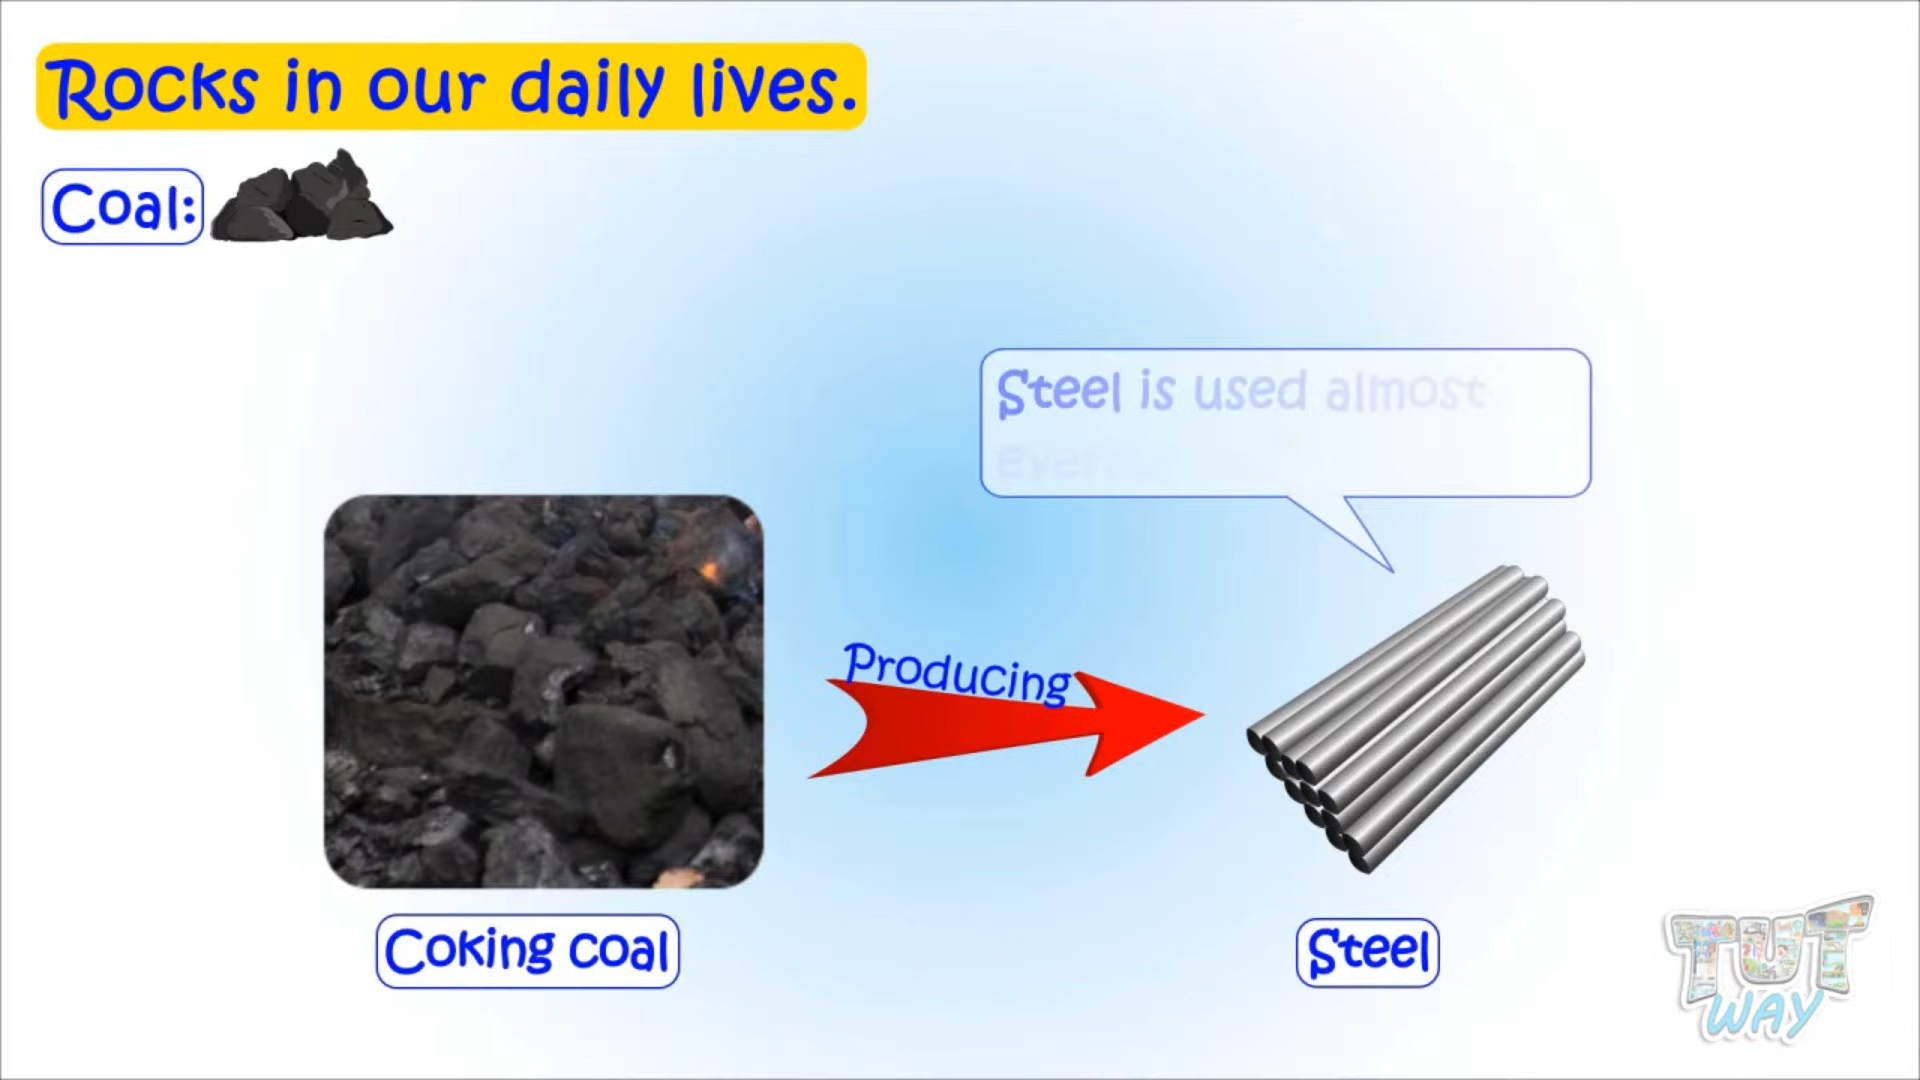 Rocks in our daily lives.
Coal:
Steel is used almost
Producing
Coking coal
Steel
TUT
WAY